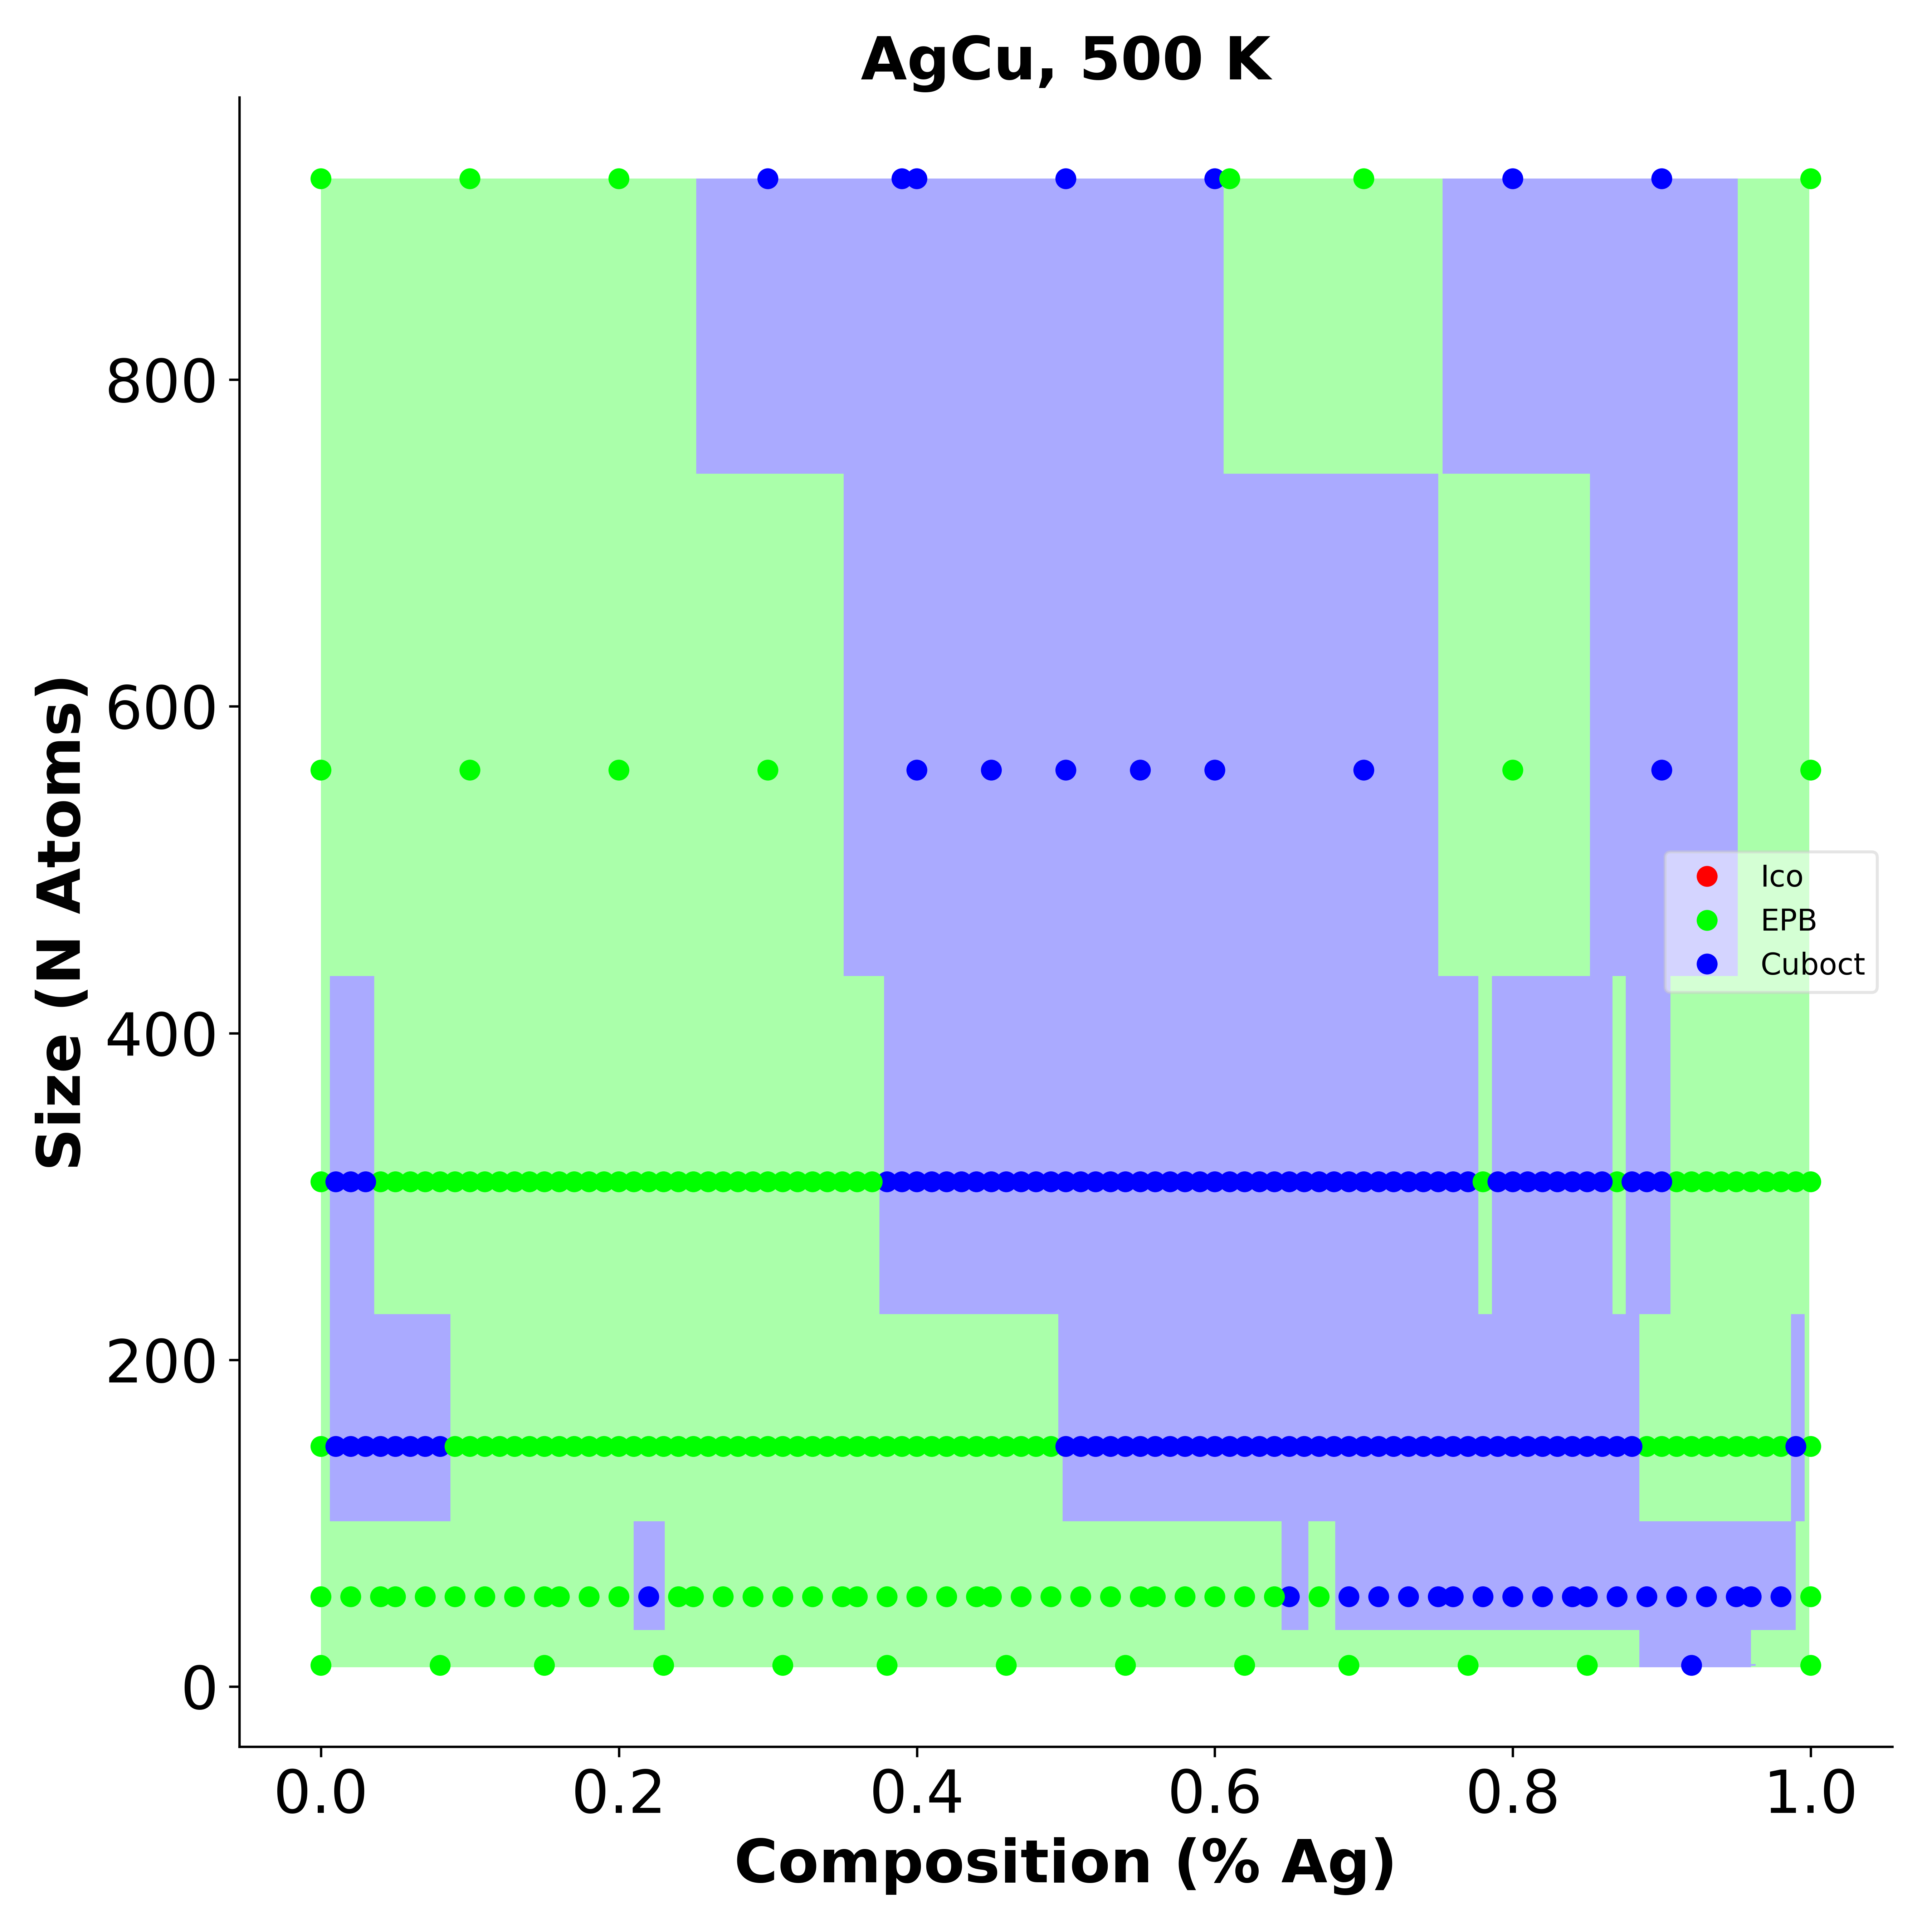 AgCu, 500 K
Size (N Atoms)
800
600
400
200
0
Ico
EPB
Cuboct
0.0 0.2 0.4 0.6 0.8 1.0
Composition (% Ag)